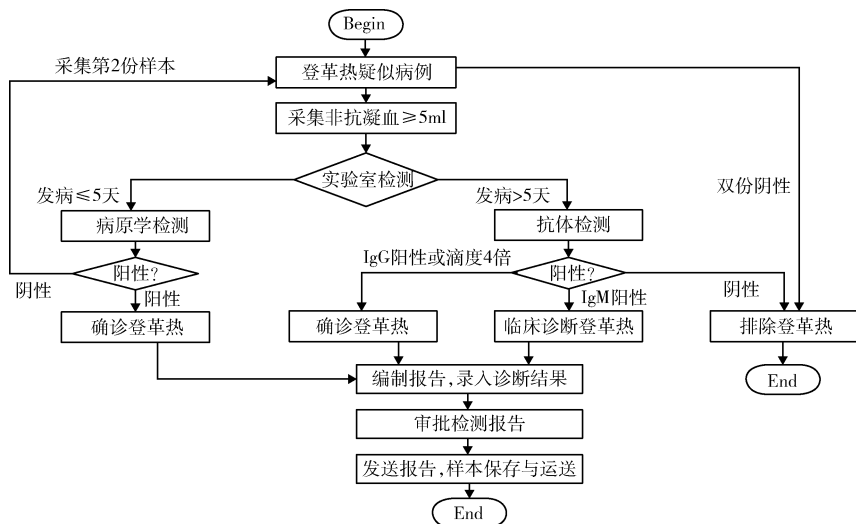 Begin
采集第2份样本
登革热疑似病例
采集非抗凝血≥5ml
实验室检测
发病≤5天
发病>5天
双份阴性
病原学检测
抗体检测
IgG阳性或滴度4倍
阳性?
阳性?
阴性
阳性
IgM阳性
阴性
确诊登革热
确诊登革热
临床诊断登革热
排除登革热
编制报告,录入诊断结果
End
审批检测报告
发送报告,样本保存与运送
End